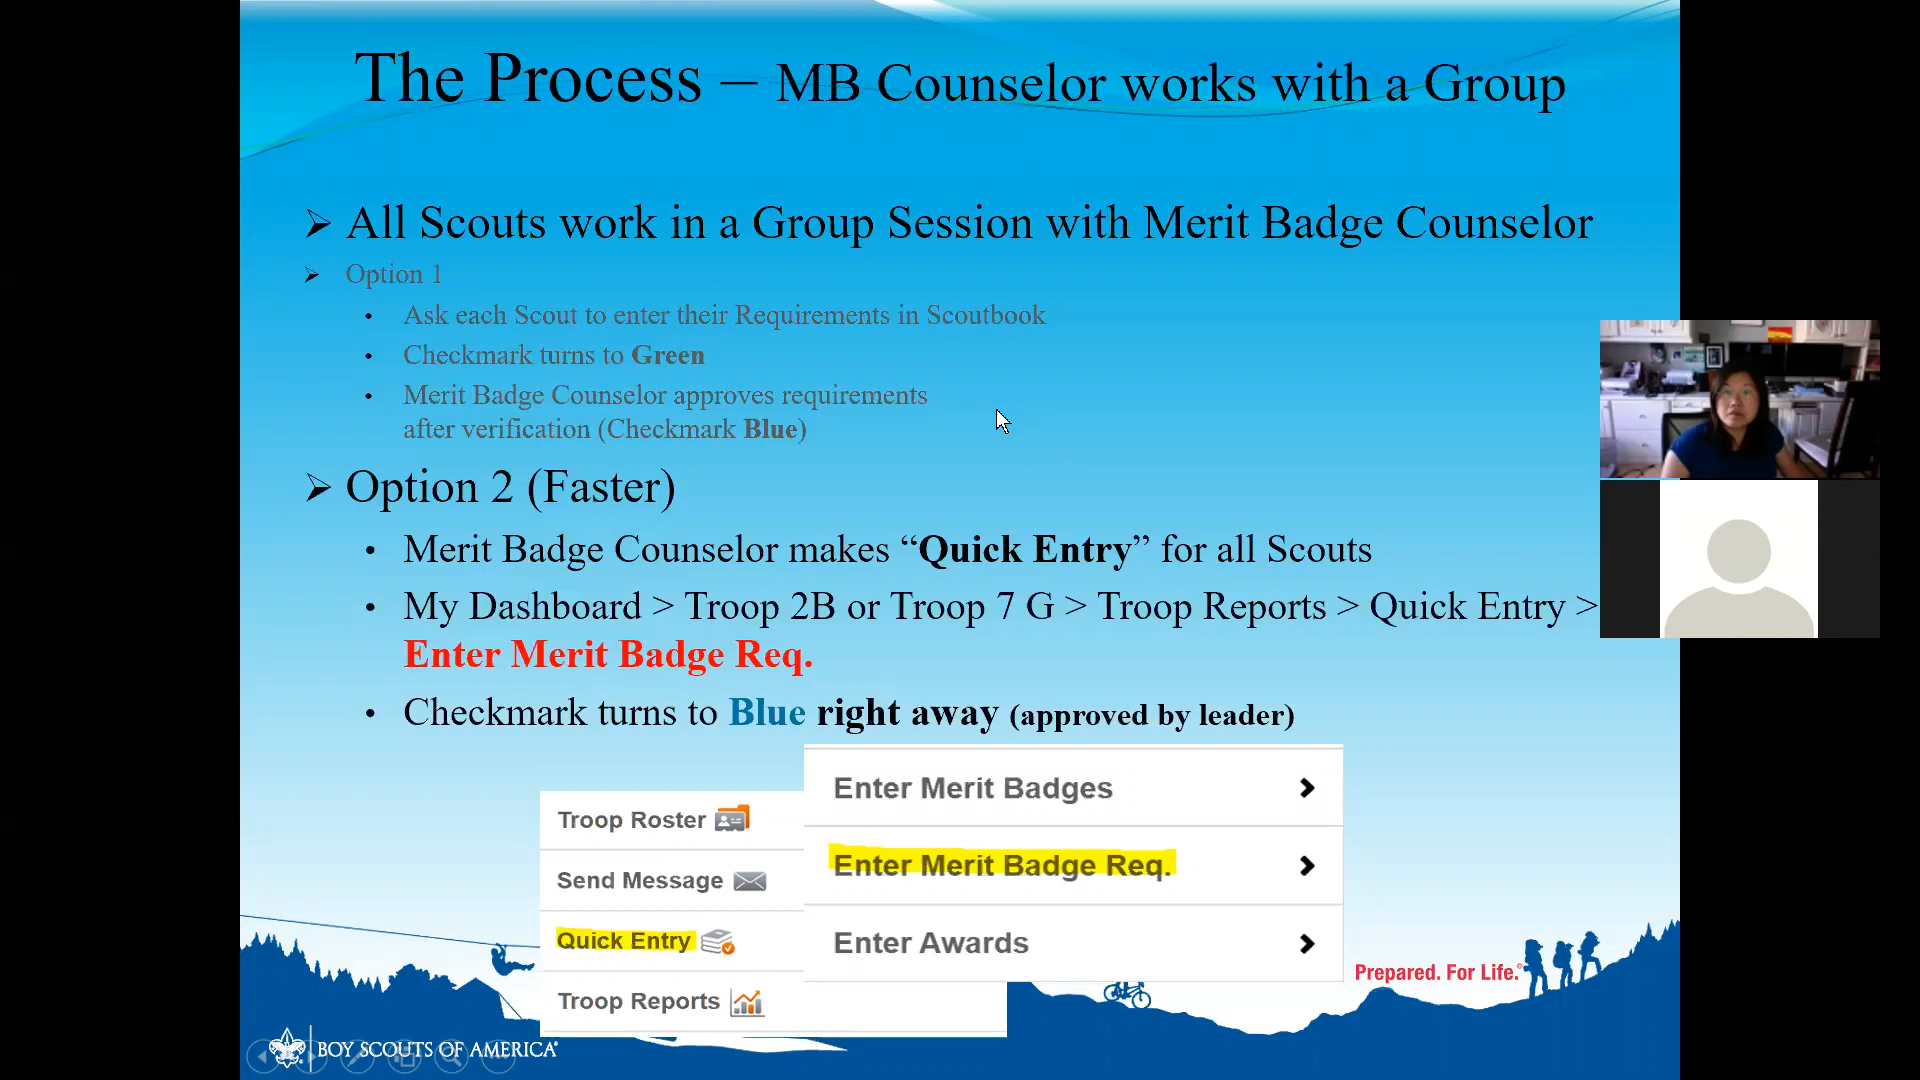 The Process – MB Counselor works with a Group
All Scouts work in a Group Session with Merit Badge Counselor
Option 1
Ask each Scout to enter their Requirements in Scoutbook
Checkmark turns to Green
Merit Badge Counselor approves requirements
after verification (Checkmark Blue)
Option 2 (Faster)
Merit Badge Counselor makes “Quick Entry” for all Scouts
My Dashboard > Troop 2B or Troop 7 G > Troop Reports > Quick Entry >
Enter Merit Badge Req.
Checkmark turns to Blue right away (approved by leader)
Troop Roster
Send Message
Quick Entry
Troop Reports
Enter Merit Badges
Enter Merit Badge Req.
Enter Awards
Prepared. For Life.®
BOY SCOUTS OF AMERICA®